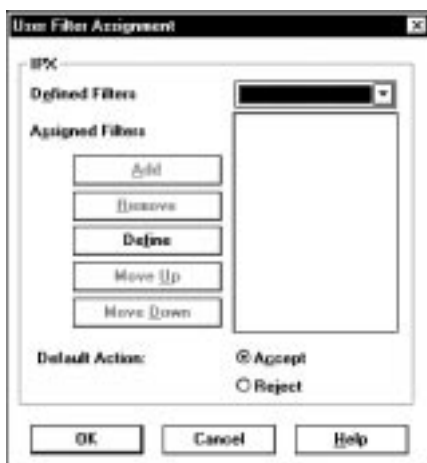 User Filter Assignment
IPX
Defined Filters
Assigned Filters
Add
Remove
Define
Move Up
Move Down
Default Action:
Accept
Reject
OK
Cancel
Help